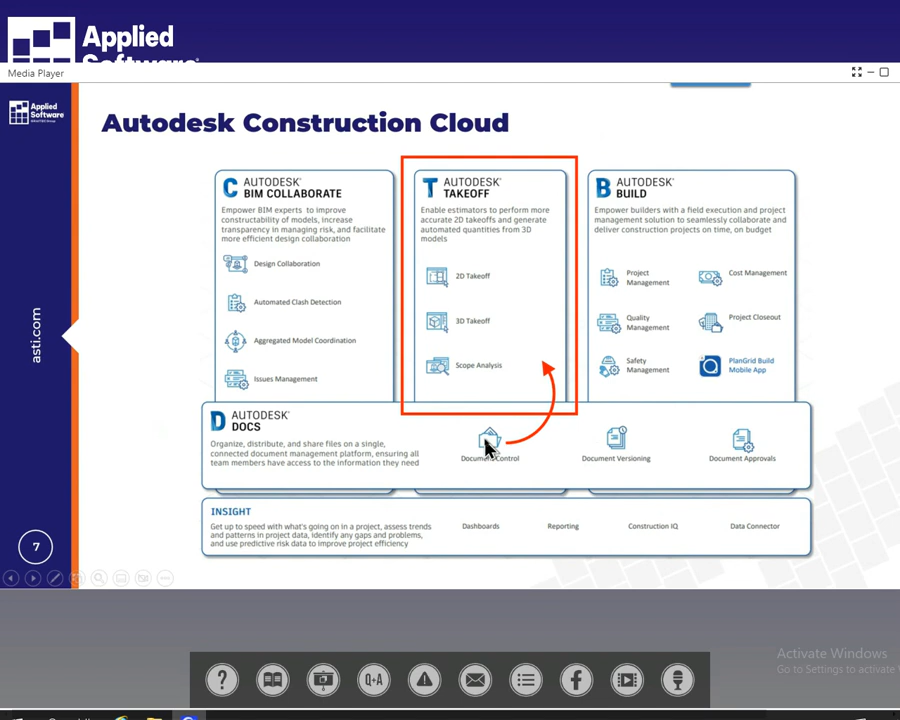 Applied
Software
Media Player
Applied
Software
Autodesk Construction Cloud
C AUTODESK®
BIM COLLABORATE
Empower BIM experts to improve
constructability of models, increase
transparency in managing risk, and facilitate
more efficient design collaboration
Design Collaboration
Automated Clash Detection
Aggregated Model Coordination
Issues Management
T AUTODESK®
TAKEOFF
Enable estimators to perform more
accurate 2D takeoffs and generate
automated quantities from 3D
models
2D Takeoff
3D Takeoff
Scope Analysis
B AUTODESK®
BUILD
Empower builders with a field execution and project
management solution to seamlessly collaborate and
deliver construction projects on time, on budget
Project
Management
Cost Management
Quality
Management
Project Closeout
Safety
Management
PlanGrid Build
Mobile App
asti.com
D AUTODESK®
DOCS
Organize, distribute, and share files on a single,
connected document management platform, ensuring all
team members have access to the information they need
Document Control
Document Versioning
Document Approvals
INSIGHT
Get up to speed with what's going on in a project, assess trends
and patterns in project data, identify any gaps and problems,
and use predictive risk data to improve project efficiency
Dashboards
Reporting
Construction IQ
Data Connector
7
Activate Windows
Go to Settings to activate
?
Q+A
f